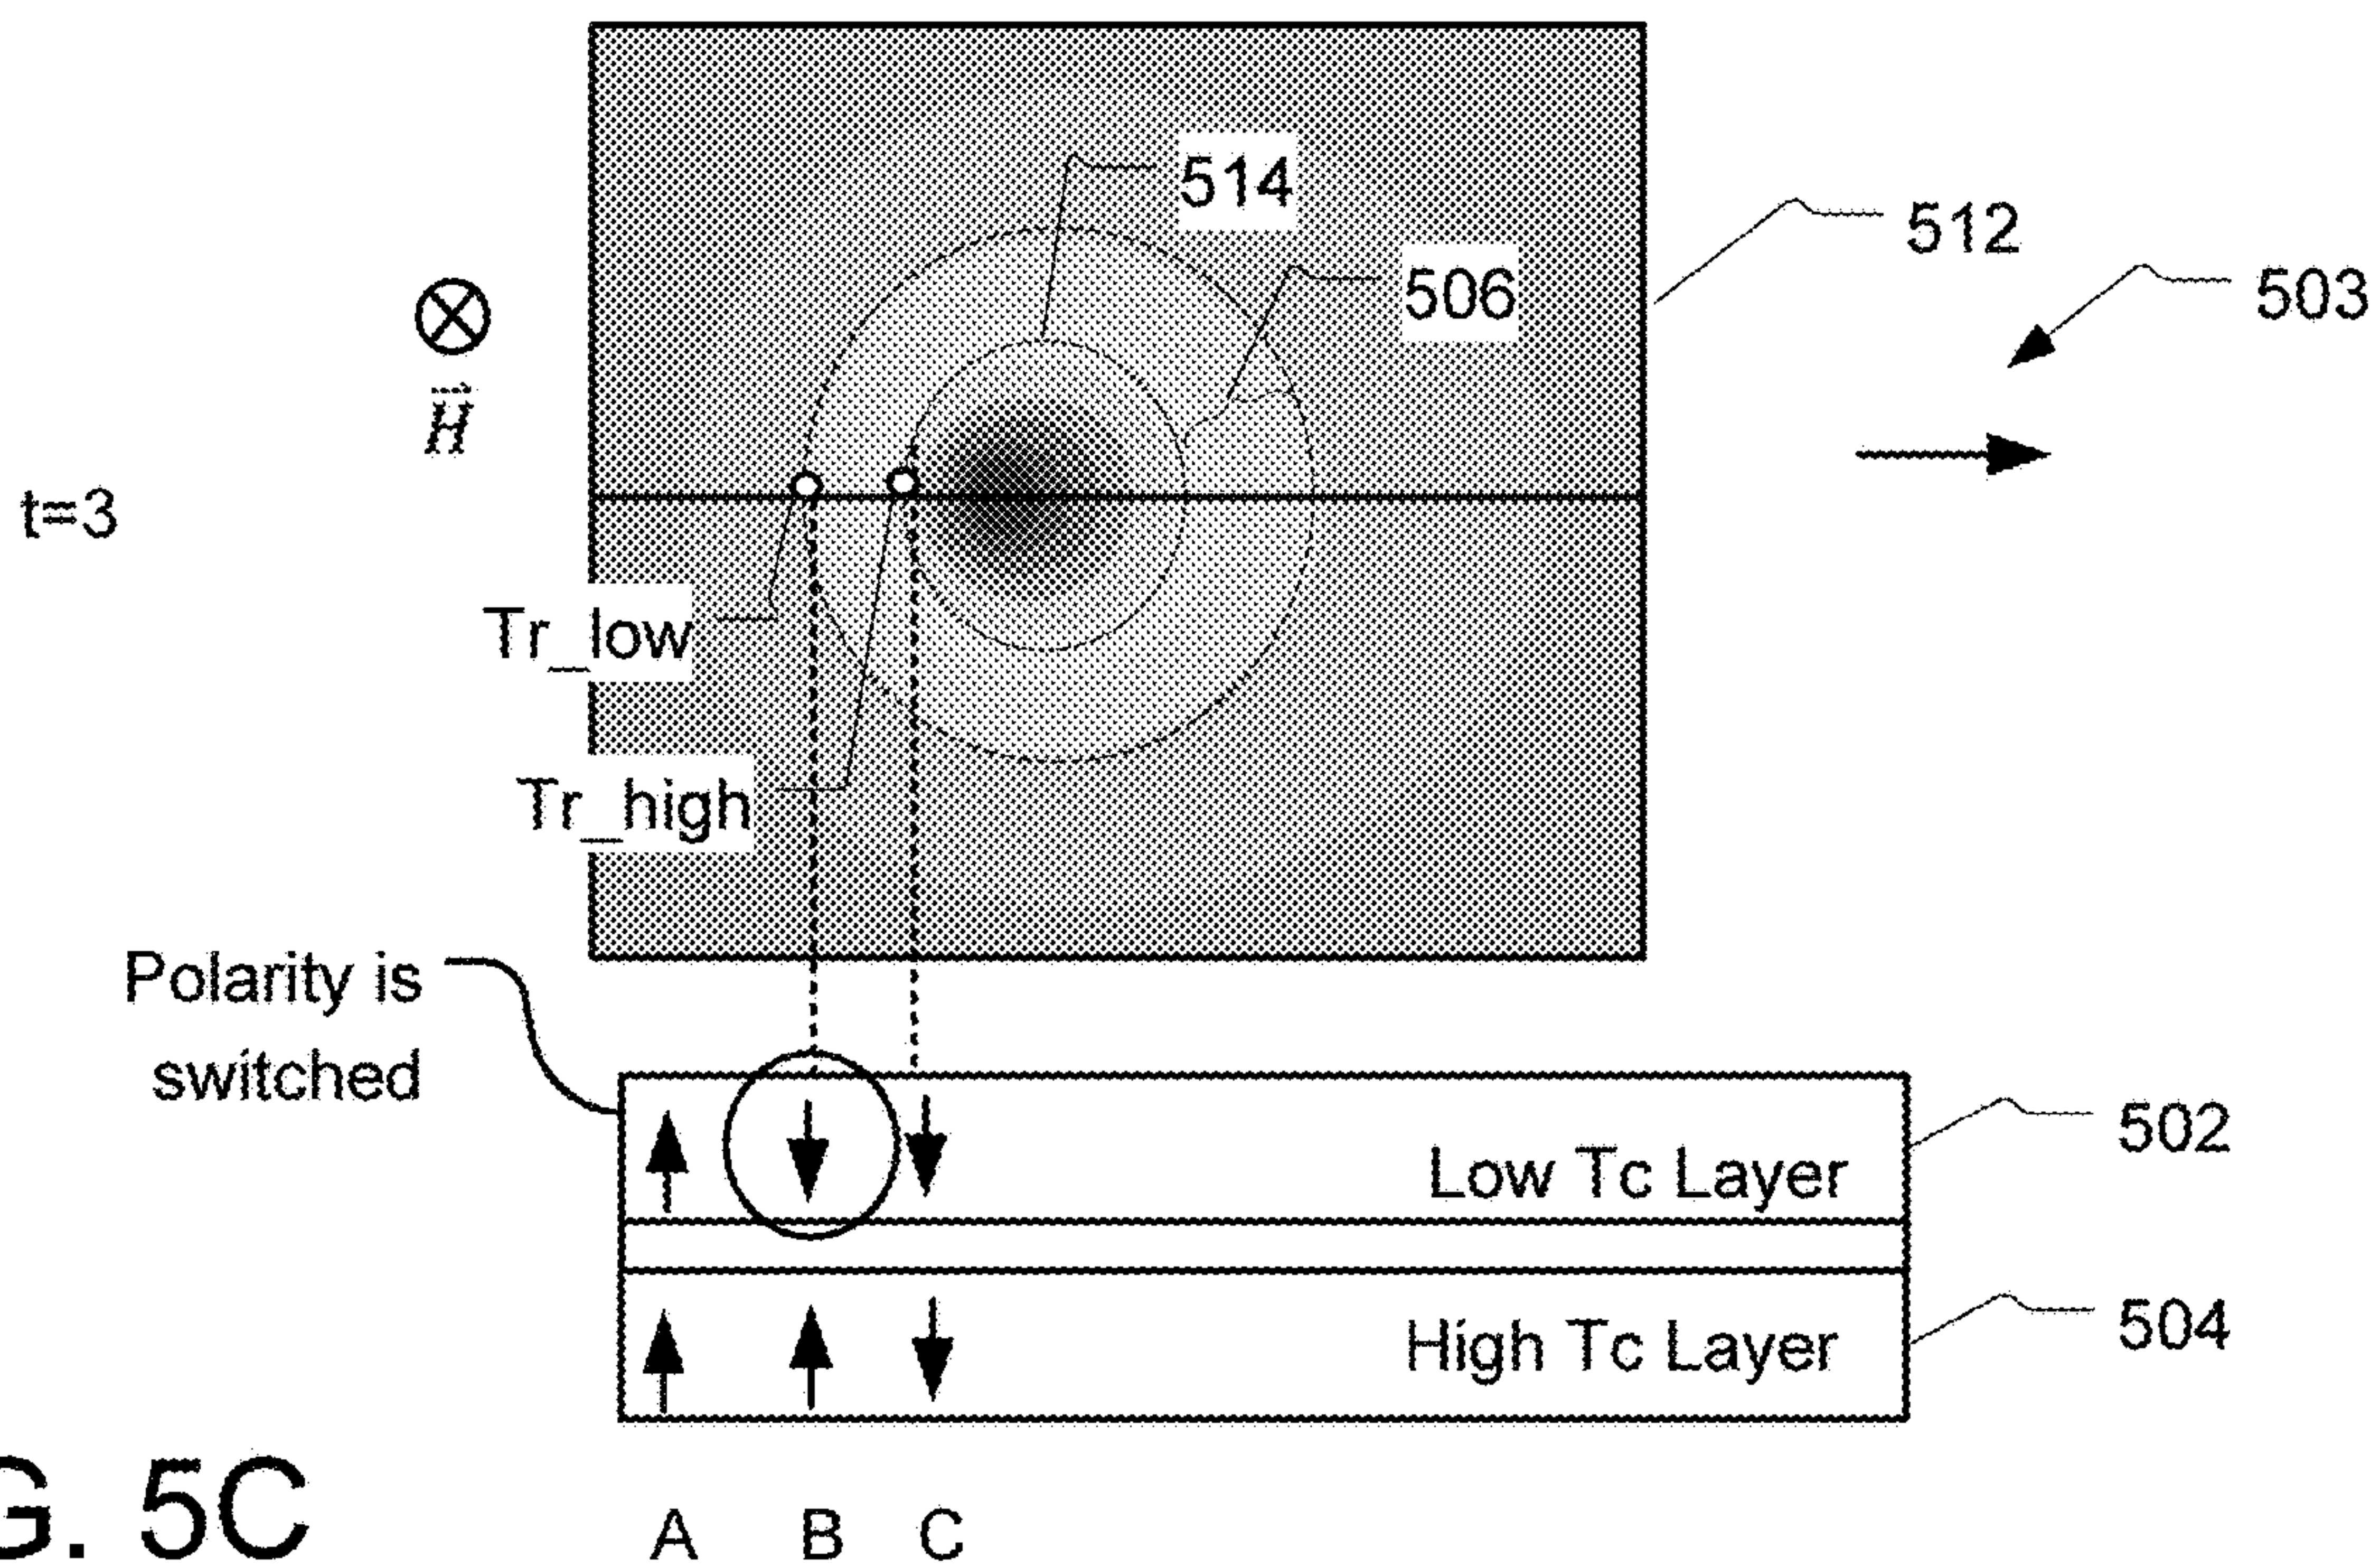 514
512
506
503
H
t=3
Tr_low
Tr_high
Polarity is
switched
502
Low Tc Layer
504
High Tc Layer
G. 5C
A B C